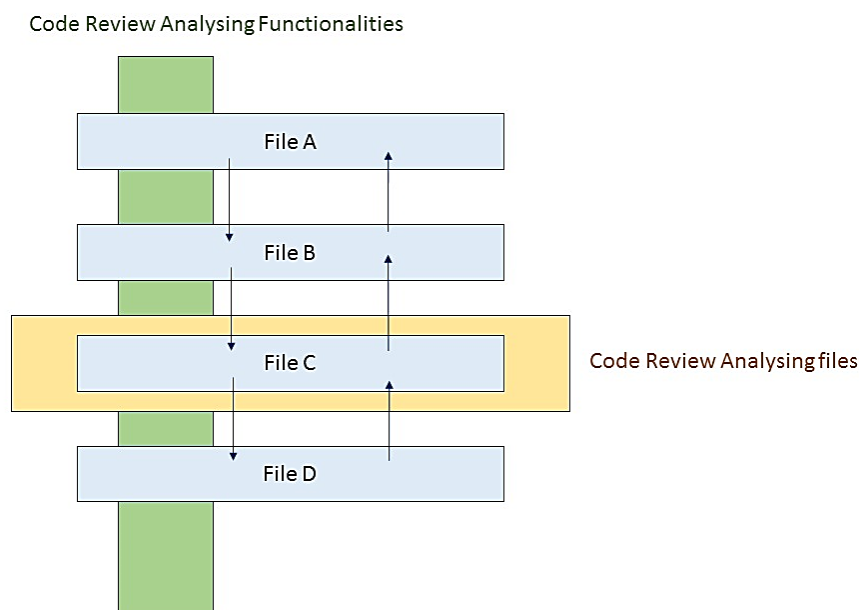 Code Review Analysing Functionalities
File A
File B
File C
Code Review Analysing files
File D